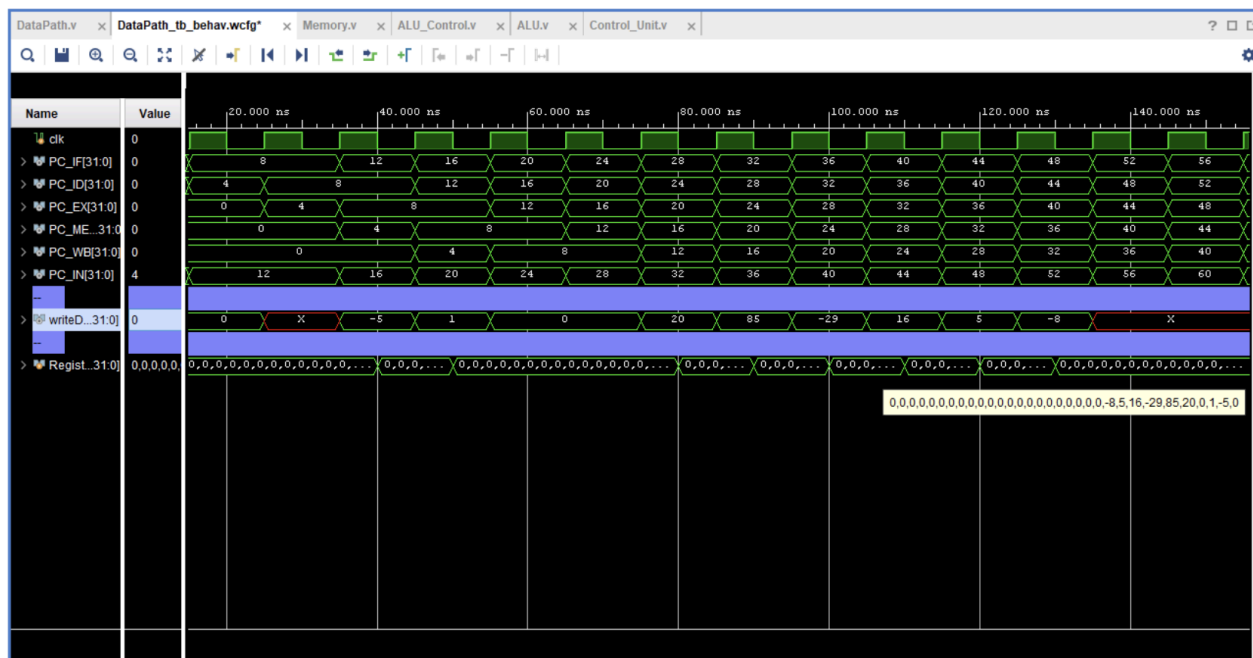 DataPath.v × DataPath_tb_behav.wcfg* × Memory.v × ALU_Control.v × ALU.v × Control_Unit.v × ?
Name Value
20.000 ns 40.000 ns 60.000 ns 80.000 ns 100.000 ns 120.000 ns 140.000 ns
clk 0
PC_IF[31:0] 0 8 12 16 20 24 28 32 36 40 44 48 52 56
PC_ID[31:0] 0 4 8 12 16 20 24 28 32 36 40 44 48 52
PC_EX[31:0] 0 0 4 8 12 16 20 24 28 32 36 40 44 48
PC_ME...31:0 0 0 4 8 12 16 20 24 28 32 36 40 44
PC_WB[31:0] 0 0 4 8 12 16 20 24 28 32 36 40
PC_IN[31:0] 4 12 16 20 24 28 32 36 40 44 48 52 56 60
--
writeD...31:0] 0 0 X -5 1 0 20 85 -29 16 5 -8 X
--
Regist...31:0] 0,0,0,0,0, 0,0,0,0,0,0,0,0,0,0,0,0,0,... 0,0,0,... 0,0,0,0,0,0,0,0,0,0,0,0,0,0,... 0,0,0,... 0,0,0,... 0,0,0,... 0,0,0,... 0,0,0,... 0,0,0,0,0,0,0,0,0,0,0,0,0,...
0,0,0,0,0,0,0,0,0,0,0,0,0,0,0,0,0,0,0,0,0,0,-8,5,16,-29,85,20,0,1,-5,0